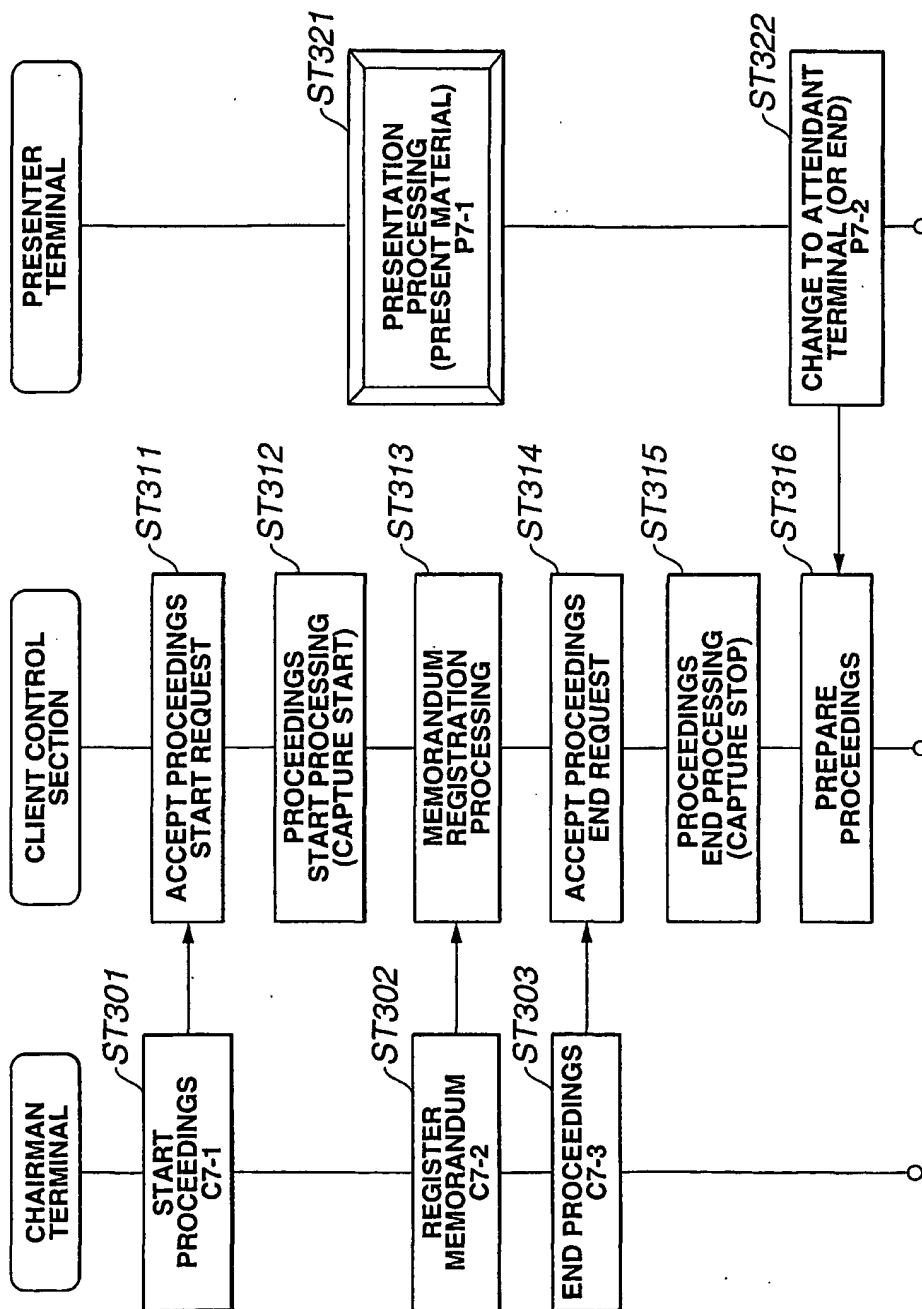 CHAIRMAN
TERMINAL
CLIENT CONTROL
SECTION
PRESENTER
TERMINAL
ST301
START
PROCEEDINGS
C7-1
ST311
ACCEPT PROCEEDINGS
START REQUEST
ST312
PROCEEDINGS
START PROCESSING
(CAPTURE START)
ST321
PRESENTATION
PROCESSING
(PRESENT MATERIAL)
P7-1
ST302
REGISTER
MEMORANDUM
C7-2
ST313
MEMORANDUM
REGISTRATION
PROCESSING
ST303
END PROCEEDINGS
C7-3
ST314
ACCEPT PROCEEDINGS
END REQUEST
ST315
PROCEEDINGS
END PROCESSING
(CAPTURE STOP)
ST322
CHANGE TO ATTENDANT
TERMINAL (OR END)
P7-2
ST316
PREPARE
PROCEEDINGS